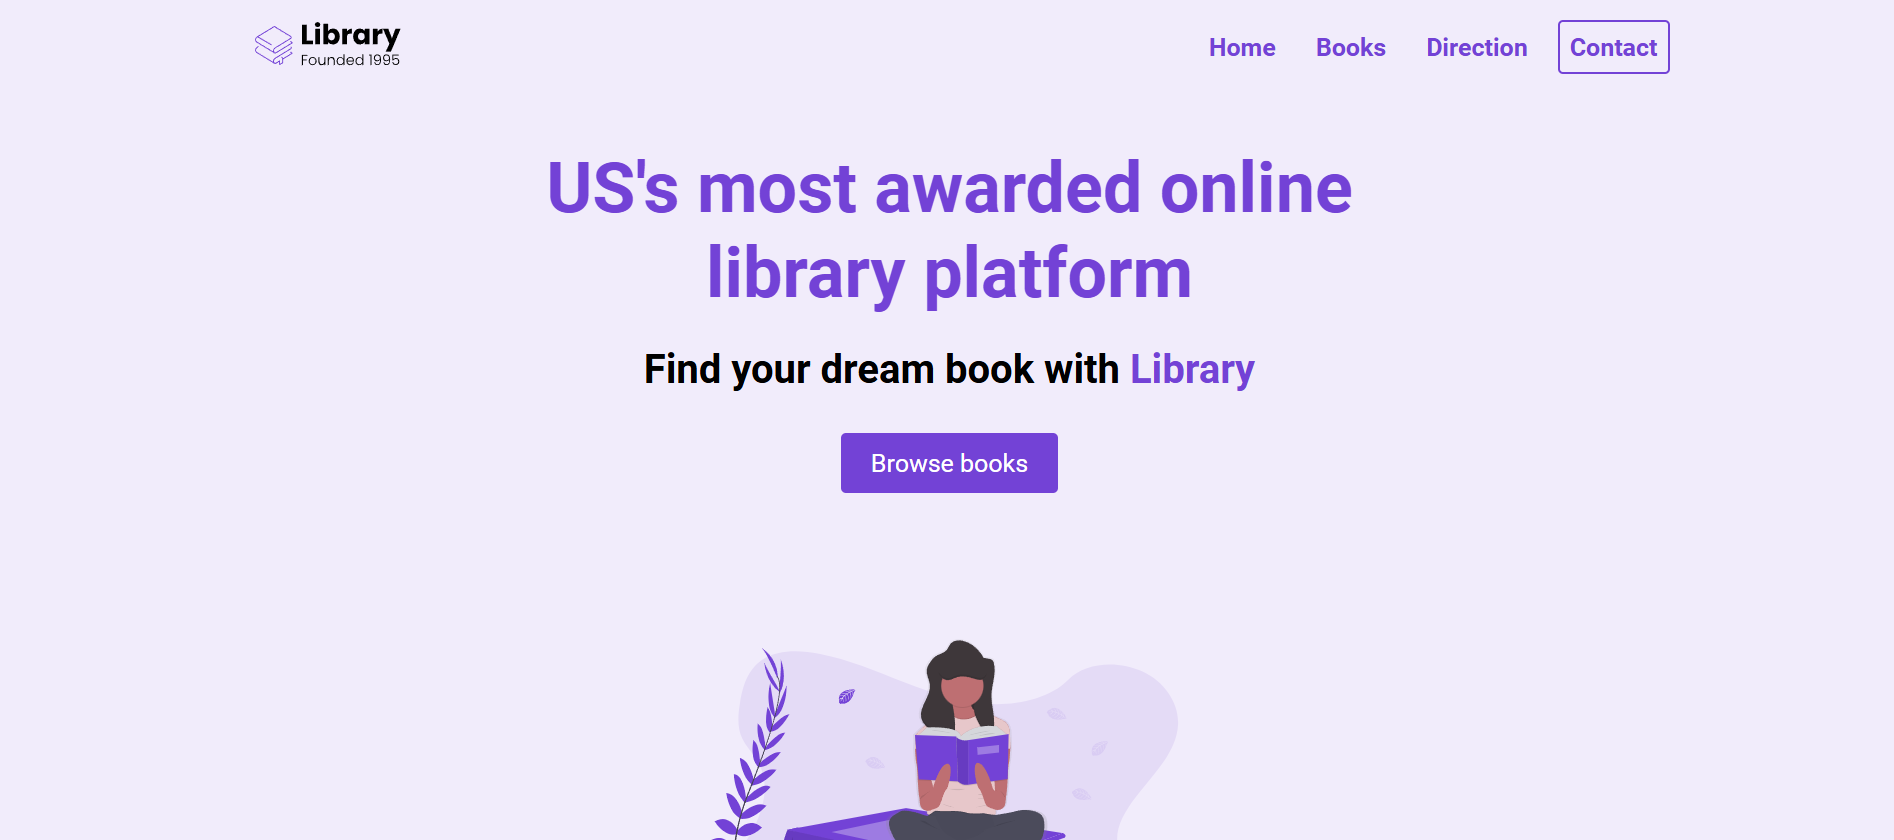 Library
Founded 1995
Home
Books
Direction
Contact
US's most awarded online
library platform
Find your dream book with Library
Browse books